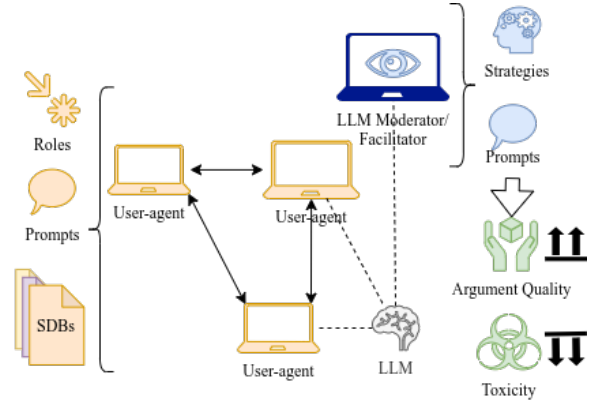 Roles
Prompts
SDBs
User-agent
User-agent
User-agent
LLM Moderator/
Facilitator
LLM
Strategies
Prompts
Argument Quality
Toxicity